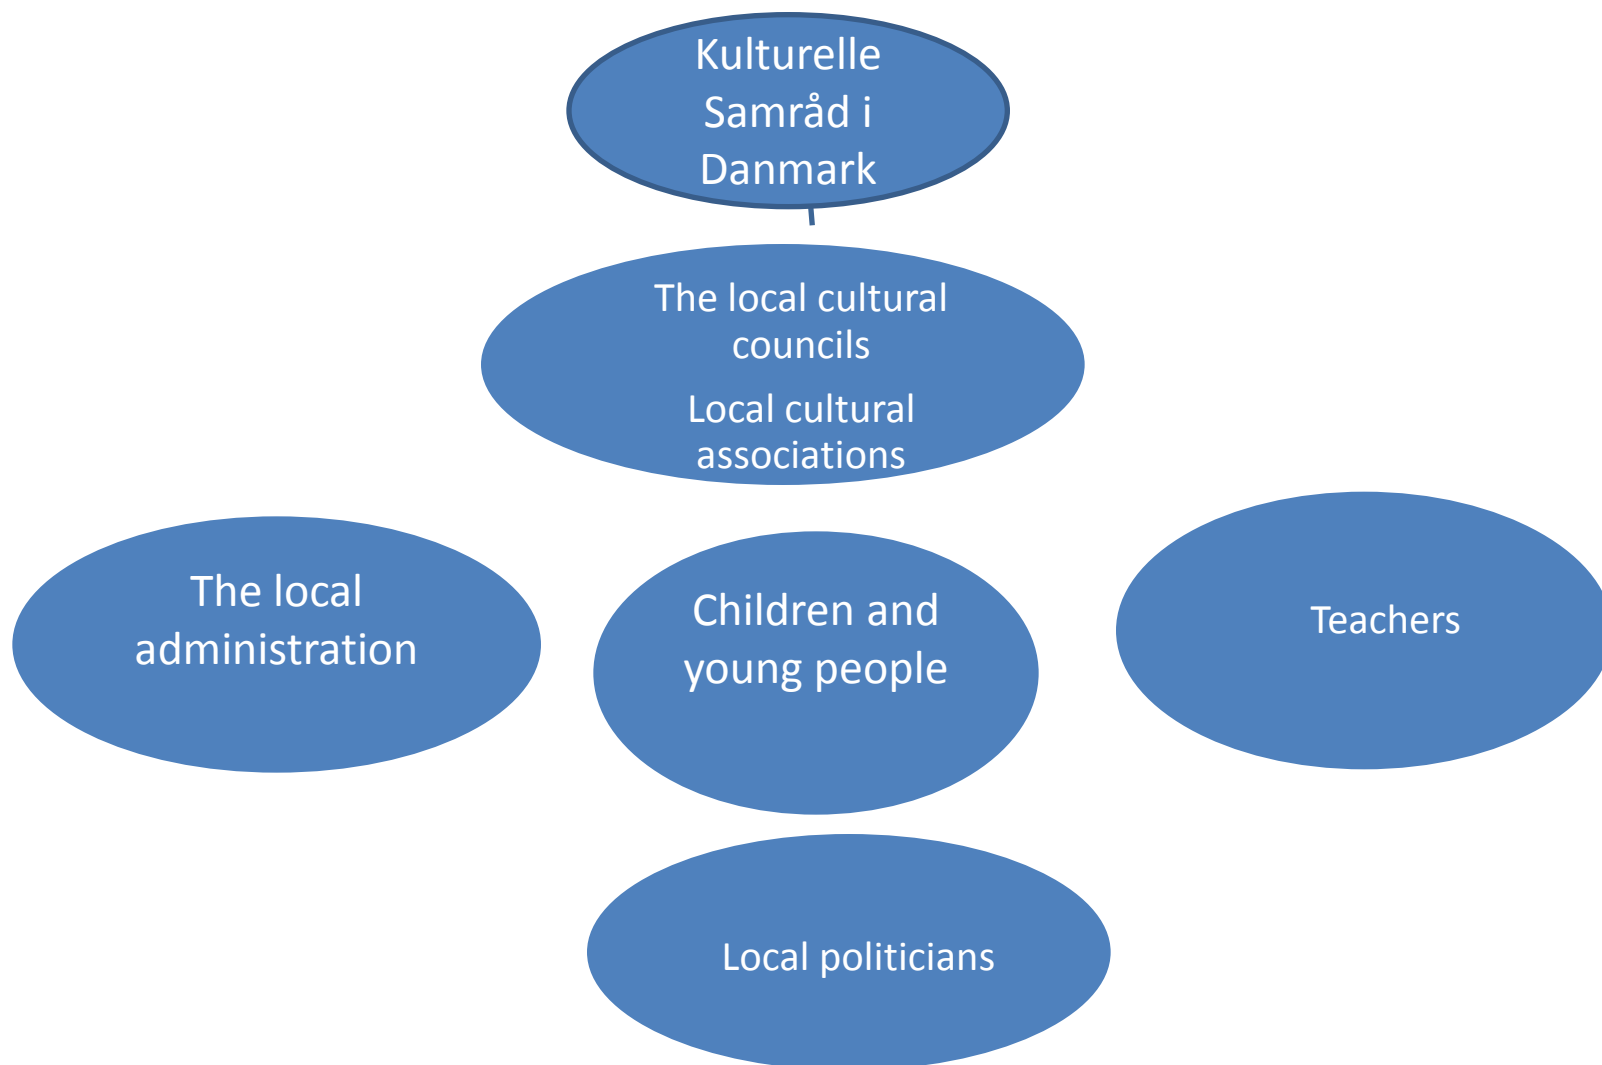 Kulturelle
Samråd i
Danmark
The local cultural
councils
Local cultural
associations
The local
administration
Children and
young people
Teachers
Local politicians